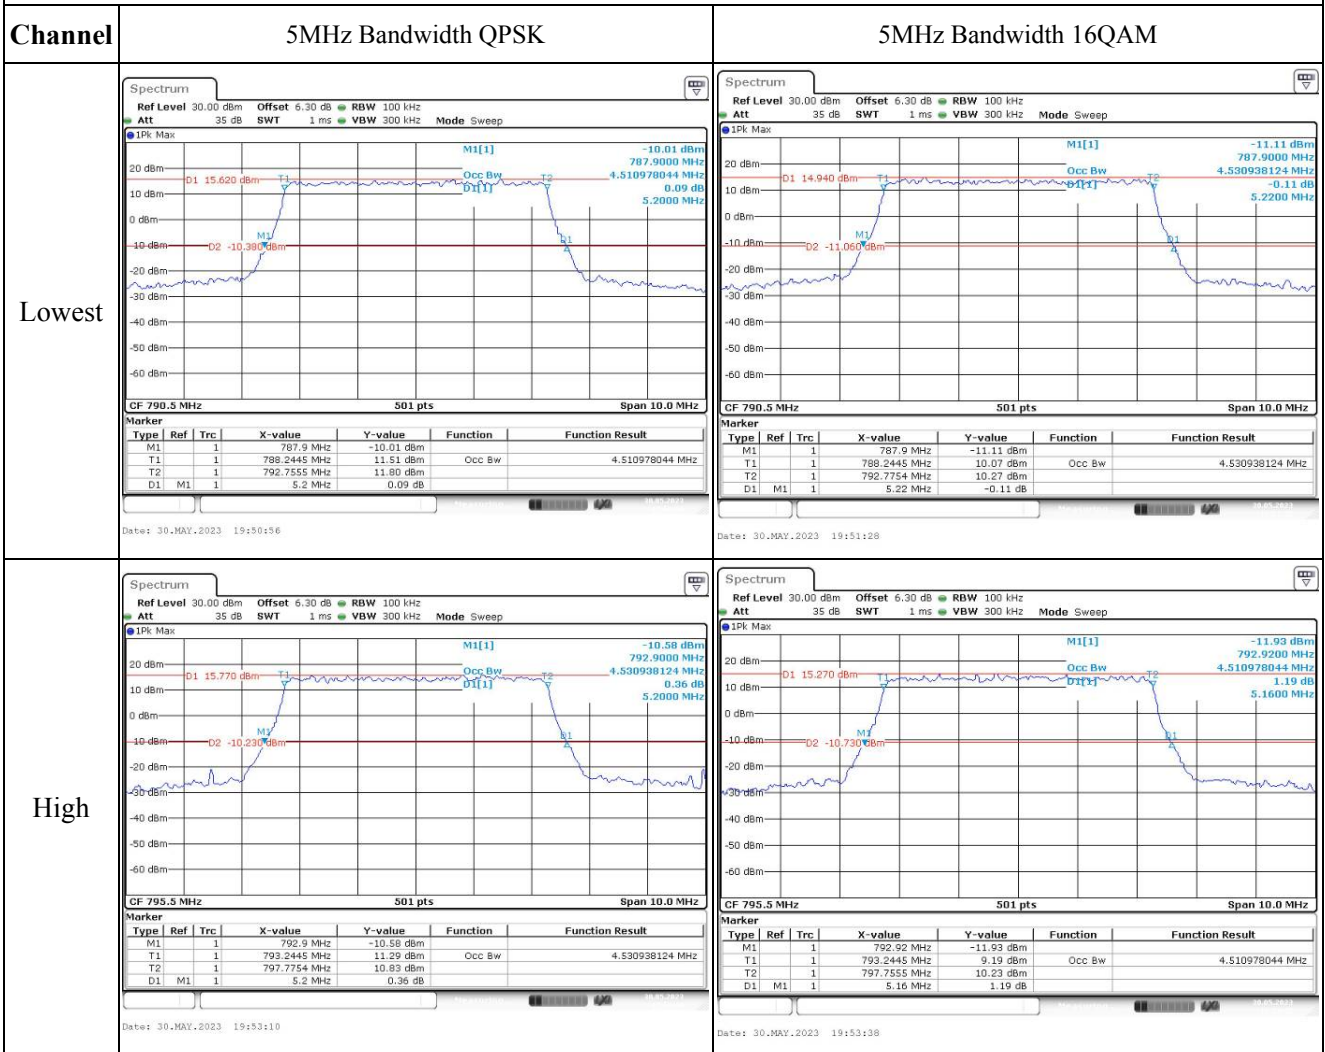 Channel 5MHz Bandwidth QPSK 5MHz Bandwidth 16QAM
Lowest
Spectrum
Ref Level 30.00 dBm Offset 6.30 dB RBW 100 kHz
Att 35 dB SWT 1 ms VBW 300 kHz Mode Sweep
1Pk Max
M1[1] -10.01 dBm
787.9000 MHz
20 dBm
Occ Bw 4.510978044 MHz
D1 15.620 dBm T1 T2
D1[1] 0.09 dB
10 dBm
5.2000 MHz
0 dBm
M1 D1
-10 dBm
D2 -10.380 dBm
-20 dBm
-30 dBm
-40 dBm
-50 dBm
-60 dBm
CF 790.5 MHz 501 pts Span 10.0 MHz
Marker
Type Ref Trc X-value Y-value Function Function Result
M1 1 787.9 MHz -10.01 dBm
T1 1 788.2445 MHz 11.51 dBm Occ Bw 4.510978044 MHz
T2 1 792.7555 MHz 11.80 dBm
D1 M1 1 5.2 MHz 0.09 dB
Date: 30.MAY.2023 19:50:56
Spectrum
Ref Level 30.00 dBm Offset 6.30 dB RBW 100 kHz
Att 35 dB SWT 1 ms VBW 300 kHz Mode Sweep
1Pk Max
M1[1] -11.11 dBm
787.9000 MHz
20 dBm
Occ Bw 4.530938124 MHz
D1 14.940 dBm T1 T2
D1[1] -0.11 dB
10 dBm
5.2200 MHz
0 dBm
M1 D1
-10 dBm
D2 -11.060 dBm
-20 dBm
-30 dBm
-40 dBm
-50 dBm
-60 dBm
CF 790.5 MHz 501 pts Span 10.0 MHz
Marker
Type Ref Trc X-value Y-value Function Function Result
M1 1 787.9 MHz -11.11 dBm
T1 1 788.2445 MHz 10.07 dBm Occ Bw 4.530938124 MHz
T2 1 792.7754 MHz 10.27 dBm
D1 M1 1 5.22 MHz -0.11 dB
Date: 30.MAY.2023 19:51:28
High
Spectrum
Ref Level 30.00 dBm Offset 6.30 dB RBW 100 kHz
Att 35 dB SWT 1 ms VBW 300 kHz Mode Sweep
1Pk Max
M1[1] -10.58 dBm
792.9000 MHz
20 dBm
Occ Bw 4.530938124 MHz
D1 15.770 dBm T1 T2
D1[1] 0.36 dB
10 dBm
5.2000 MHz
0 dBm
M1 D1
-10 dBm
D2 -10.230 dBm
-20 dBm
-30 dBm
-40 dBm
-50 dBm
-60 dBm
CF 795.5 MHz 501 pts Span 10.0 MHz
Marker
Type Ref Trc X-value Y-value Function Function Result
M1 1 792.9 MHz -10.58 dBm
T1 1 793.2445 MHz 11.29 dBm Occ Bw 4.530938124 MHz
T2 1 797.7754 MHz 10.83 dBm
D1 M1 1 5.2 MHz 0.36 dB
Date: 30.MAY.2023 19:53:10
Spectrum
Ref Level 30.00 dBm Offset 6.30 dB RBW 100 kHz
Att 35 dB SWT 1 ms VBW 300 kHz Mode Sweep
1Pk Max
M1[1] -11.93 dBm
792.9200 MHz
20 dBm
Occ Bw 4.510978044 MHz
D1 15.270 dBm T1 T2
D1[1] 1.19 dB
10 dBm
5.1600 MHz
0 dBm
M1 D1
-10 dBm
D2 -10.730 dBm
-20 dBm
-30 dBm
-40 dBm
-50 dBm
-60 dBm
CF 795.5 MHz 501 pts Span 10.0 MHz
Marker
Type Ref Trc X-value Y-value Function Function Result
M1 1 792.92 MHz -11.93 dBm
T1 1 793.2445 MHz 9.19 dBm Occ Bw 4.510978044 MHz
T2 1 797.7555 MHz 10.23 dBm
D1 M1 1 5.16 MHz 1.19 dB
Date: 30.MAY.2023 19:53:38